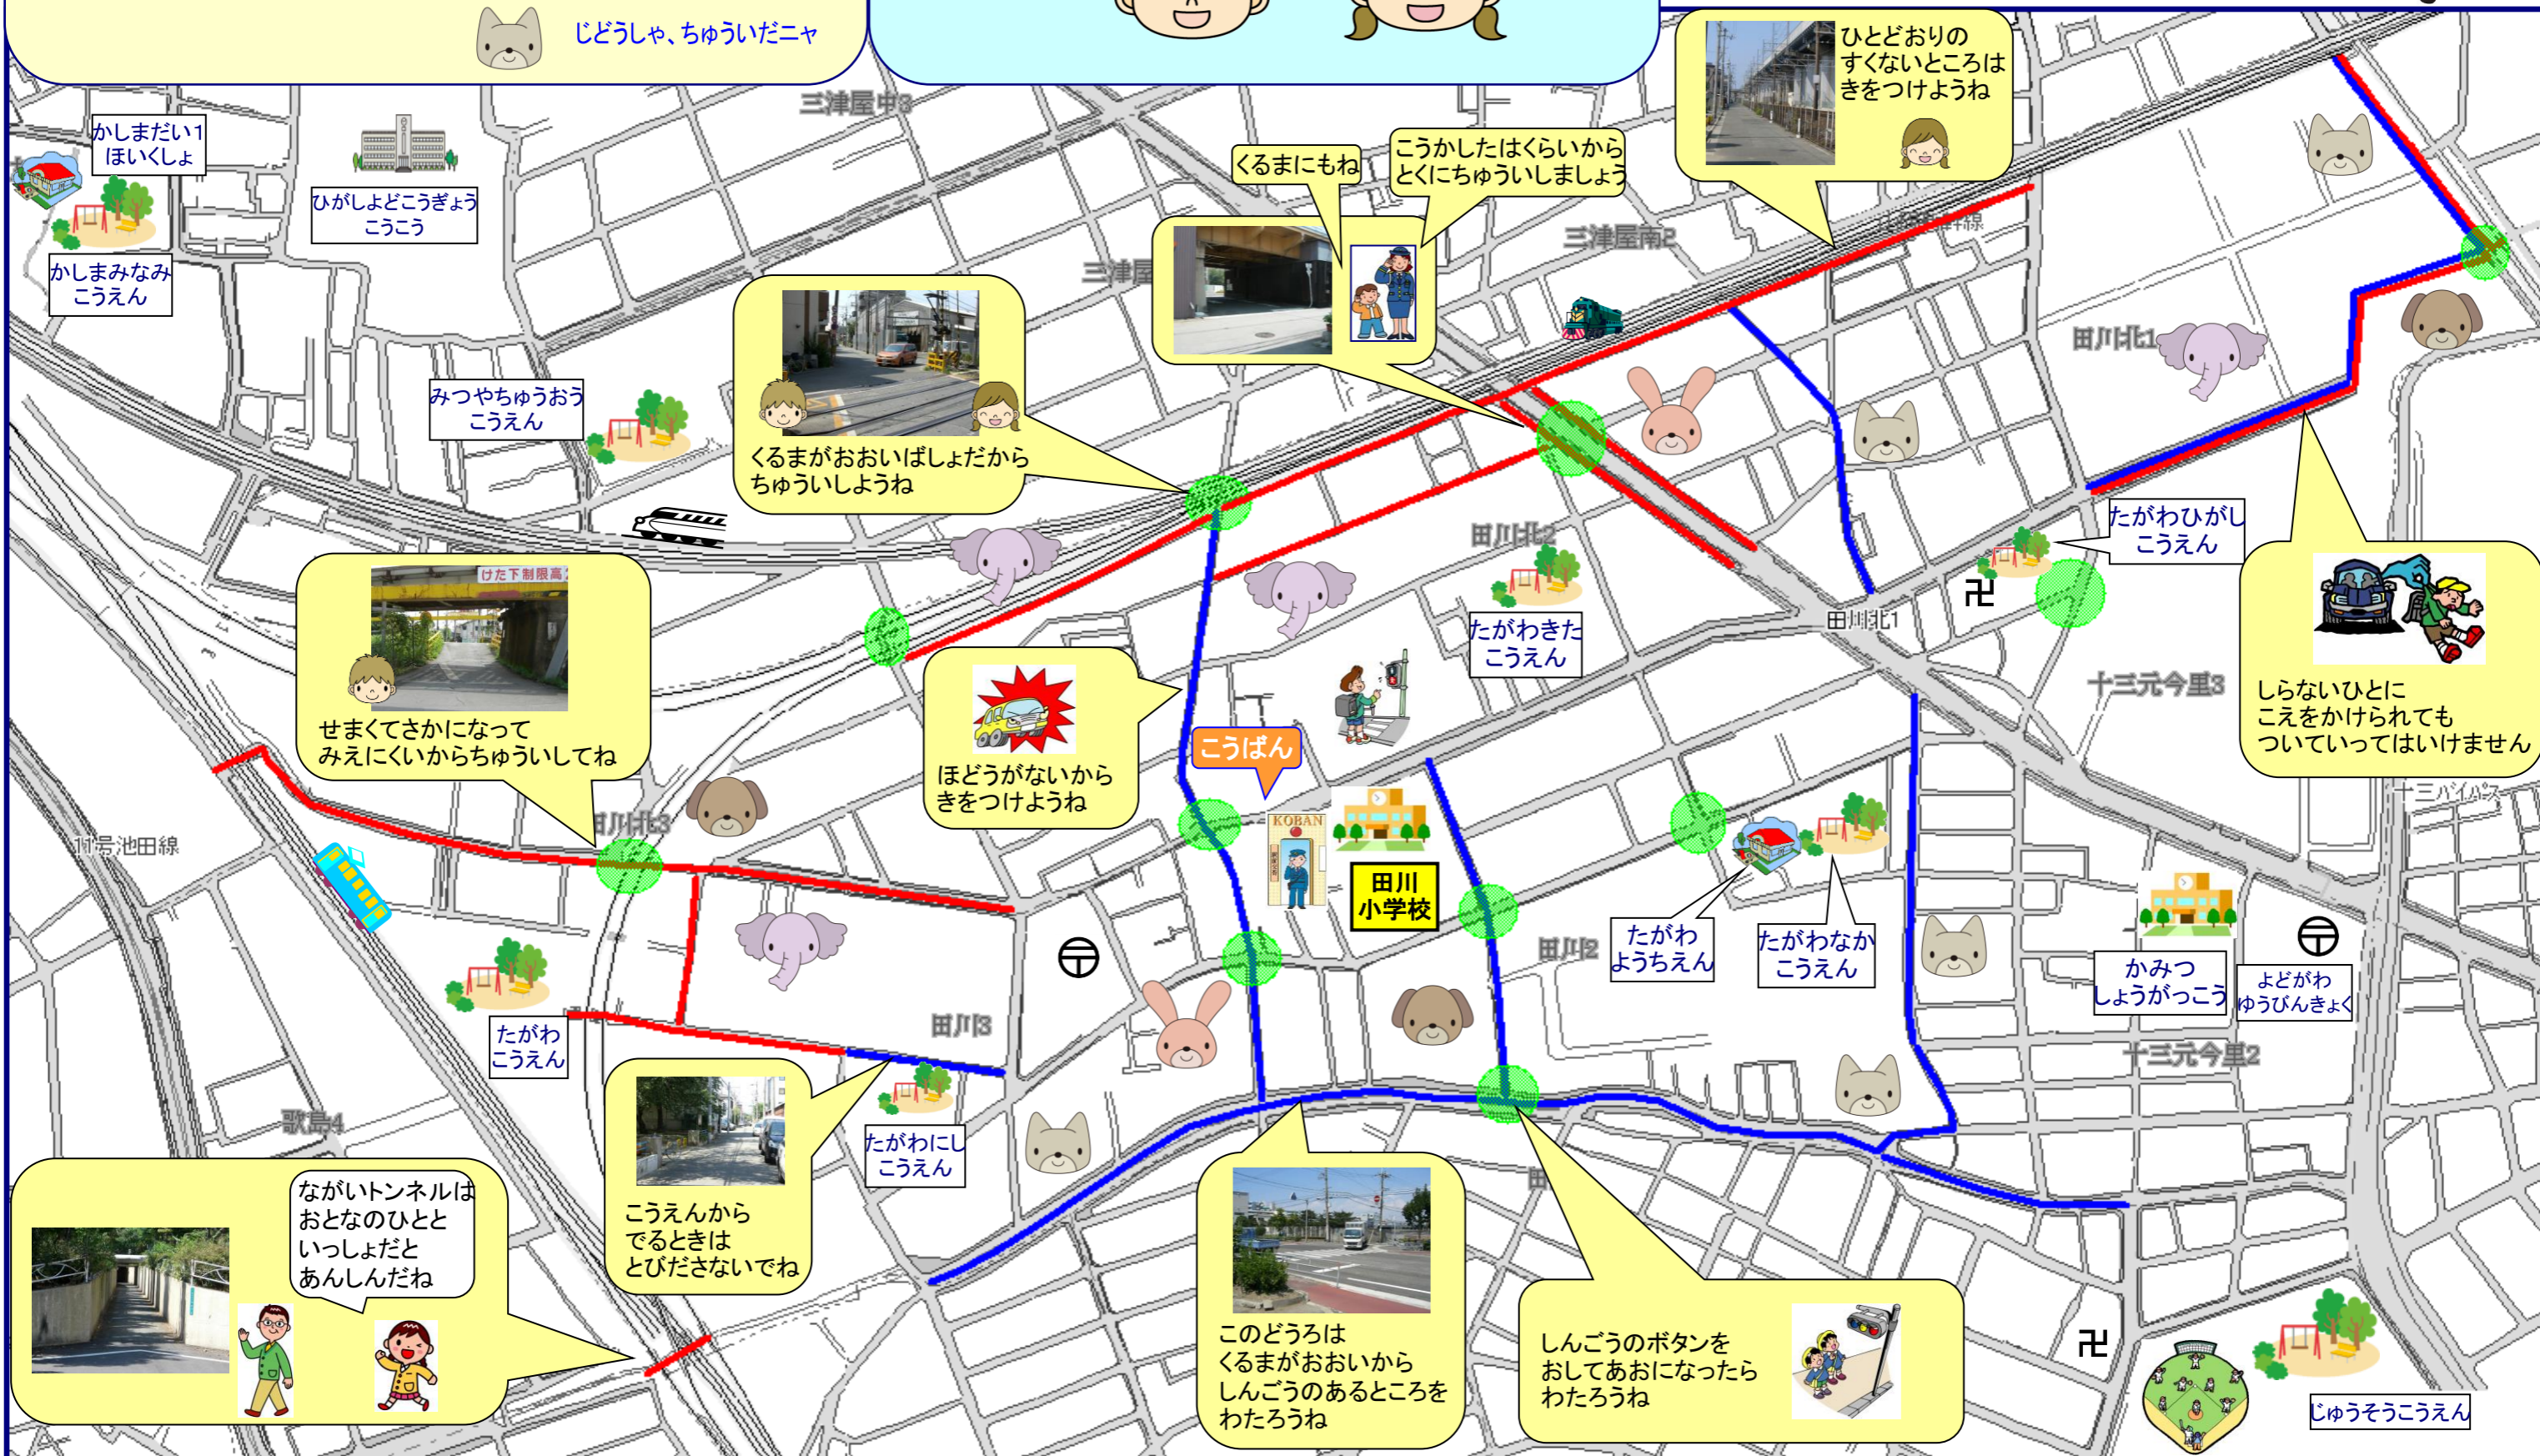 じどうしゃ、ちゅういだニャ
ひとどおりの
すくないところは
きをつけようね
三津屋中3
かしまだい1
ほいくしょ
ひがしよどこうぎょう
こうこう
かしまみなみ
こうえん
くるまにもね
こうかしたはくらいから
とくにちゅういしましょう
三津屋南2
三津屋
田川北1
みつやちゅうおう
こうえん
くるまがおおいばしょだから
ちゅういしようね
たがわひがし
こうえん
田川北2
たがわきた
こうえん
田川北1
卍
けた下制限高
せまくてさかになって
みえにくいからちゅういしてね
ほどうがないから
きをつけようね
こうばん
KOBAN
田川
小学校
十三元今里3
しらないひとに
こえをかけられても
ついていってはいけません
十三バイパス
11号池田線
田川北3
〒
田川2
たがわ
ようちえん
たがわなか
こうえん
かみつ
しょうがっこう
〒
よどがわ
ゆうびんきょく
たがわ
こうえん
田川3
十三元今里2
たがわにし
こうえん
歌島4
こうえんから
でるときは
とびださないでね
ながいトンネルは
おとなのひとと
いっしょだと
あんしんだね
田
このどうろは
くるまがおおいから
しんごうのあるところを
わたろうね
しんごうのボタンを
おしてあおになったら
わたろうね
卍
じゅうそうこうえん